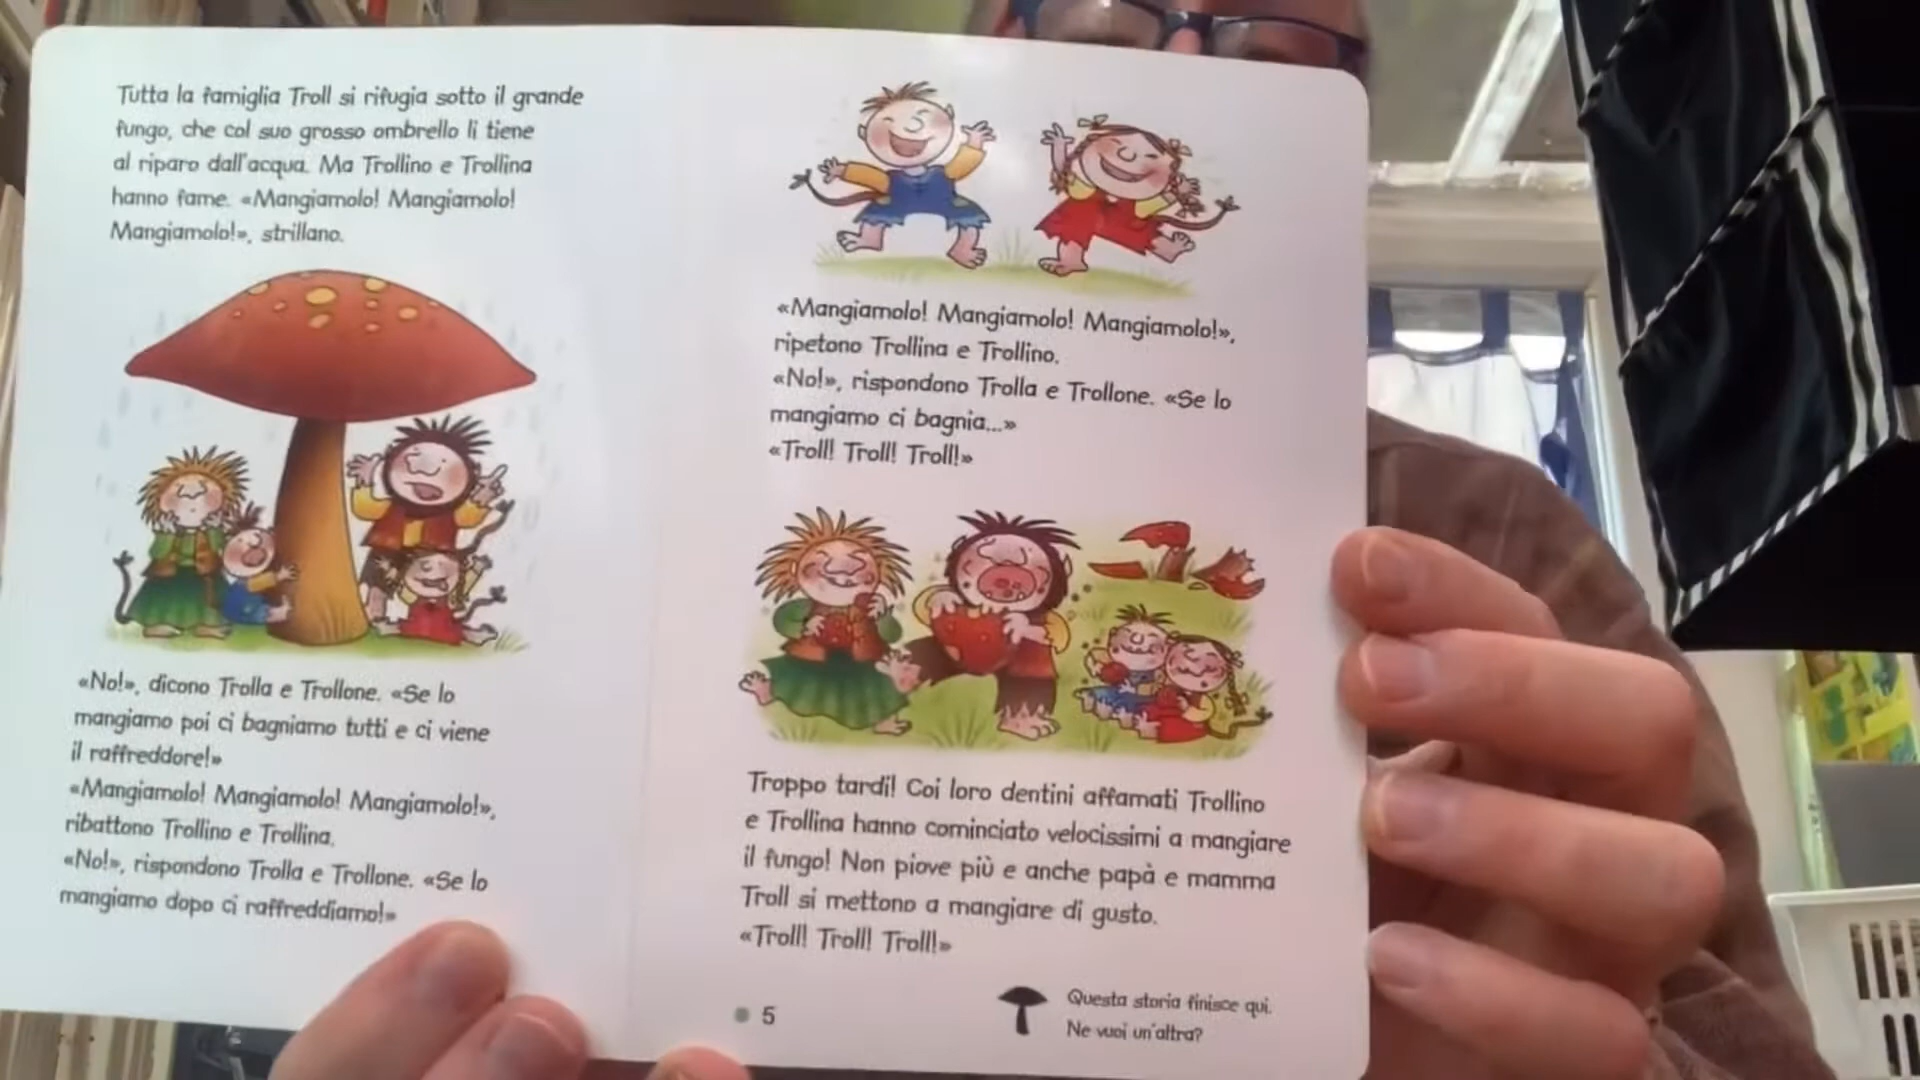 Tutta la famiglia Troll si rifugia sotto il grande
fungo, che col suo grosso ombrello li tiene
al riparo dall'acqua. Ma Trollino e Trollina
hanno fame. «Mangiamolo! Mangiamolo!
Mangiamolo!», strillano.
«No!», dicono Trolla e Trollone. «Se lo
mangiamo poi ci bagniamo tutti e ci viene
il raffreddore!»
«Mangiamolo! Mangiamolo! Mangiamolo!»,
ribattono Trollino e Trollina.
«No!», rispondono Trolla e Trollone. «Se lo
mangiamo dopo ci raffreddiamo!»
«Mangiamolo! Mangiamolo! Mangiamolo!»,
ripetono Trollina e Trollino.
«No!», rispondono Trolla e Trollone. «Se lo
mangiamo ci bagnia...»
«Troll! Troll! Troll!»
Troppo tardi! Coi loro dentini affamati Trollino
e Trollina hanno cominciato velocissimi a mangiare
il fungo! Non piove più e anche papà e mamma
Troll si mettono a mangiare di gusto.
«Troll! Troll! Troll!»
5
Questa storia finisce qui.
Ne vuoi un'altra?